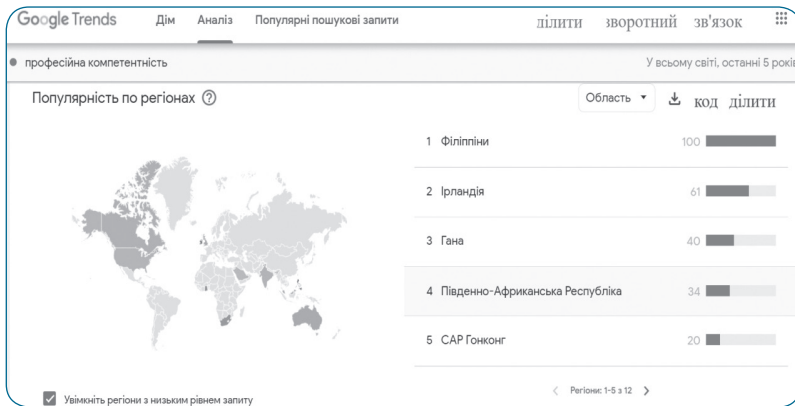 Google Trends Дім Аналіз Популярні пошукові запити ділити зворотний зв'язок
професійна компетентність У всьому світі, останні 5 років
Популярність по регіонах Область код ділити
1 Філіппіни 100
2 Ірландія 61
3 Гана 40
4 Південно-Африканська Республіка 34
5 САР Гонконг 20
Увімкніть регіони з низьким рівнем запиту
Регіони: 1-5 з 12